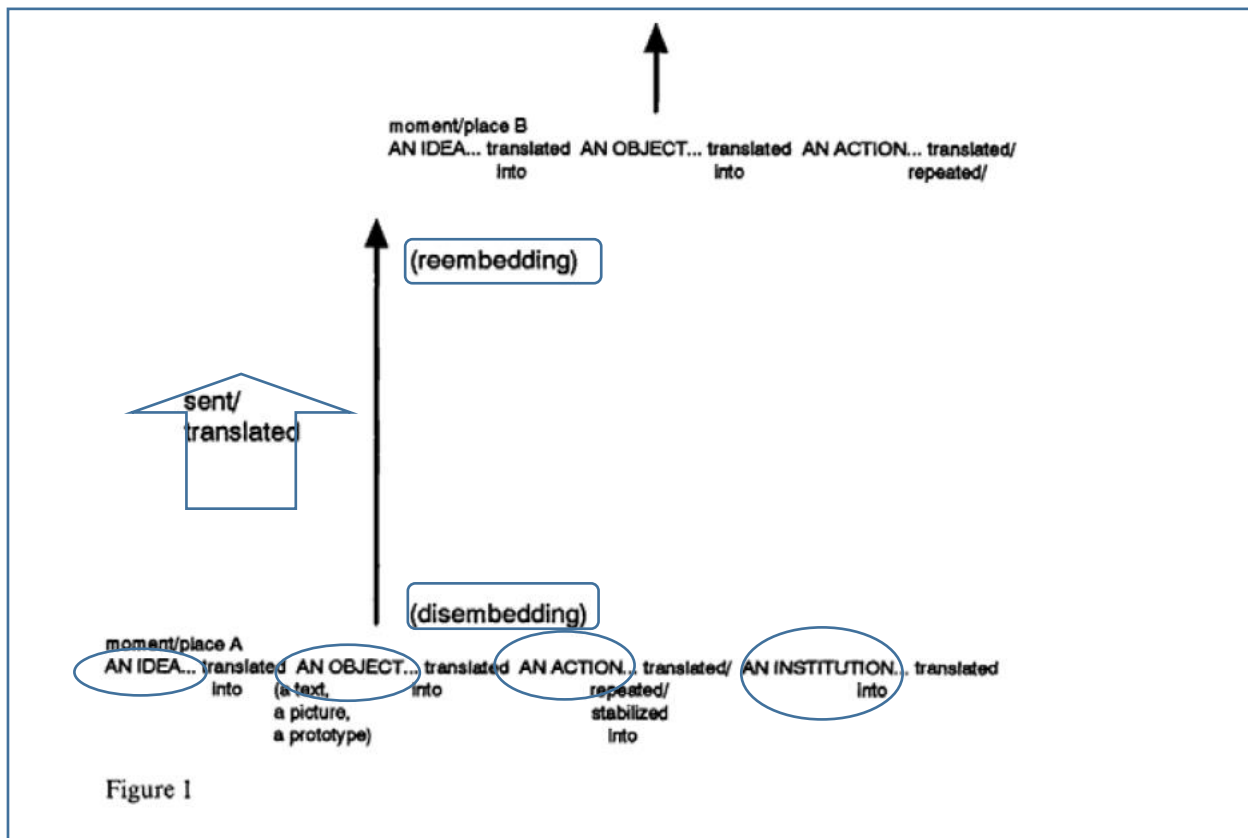 moment/place B
AN IDEA... translated AN OBJECT... translated AN ACTION... translated/
into into repeated/
(reembedding)
sent/
translated
(disembedding)
moment/place A
AN IDEA... translated AN OBJECT... translated AN ACTION... translated/ AN INSTITUTION... translated
into (a text, into repeated/ into
a picture, stabilized
a prototype) into
Figure 1